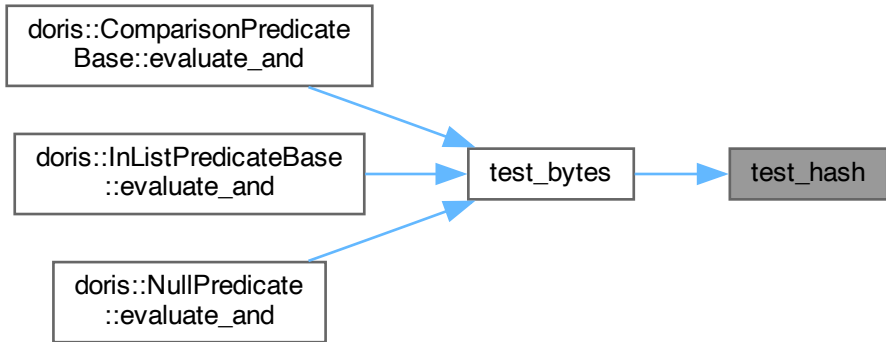 doris::ComparisonPredicate
Base::evaluate_and
doris::InListPredicateBase
::evaluate_and
doris::NullPredicate
::evaluate_and
test_bytes
test_hash